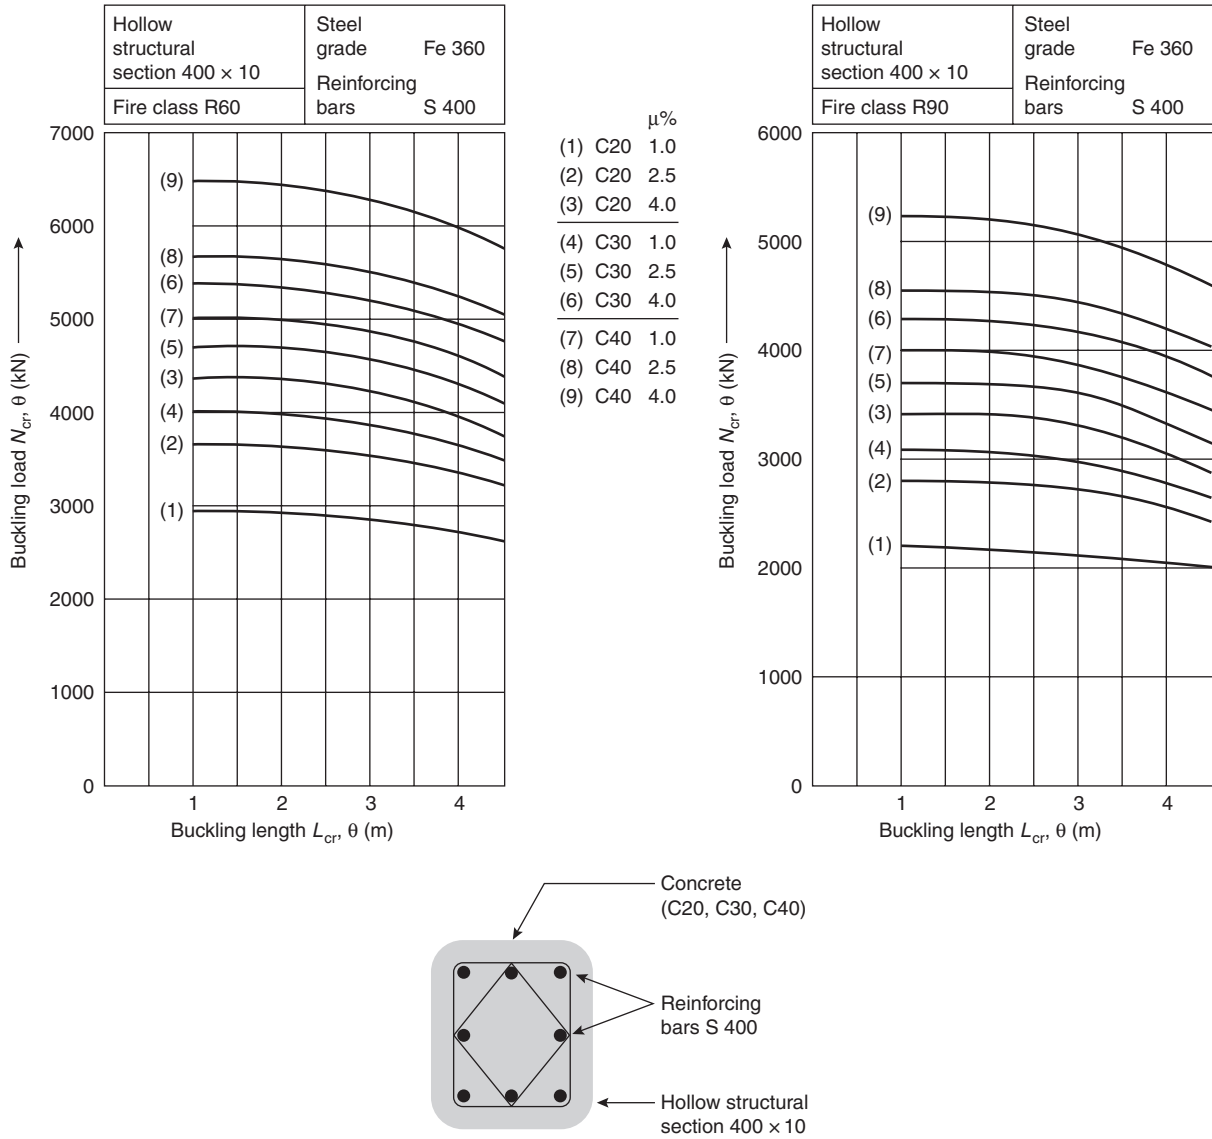 Hollow
structural
section 400 × 10
Steel
grade Fe 360
Reinforcing
bars S 400
Fire class R60
7000
6000
5000
4000
3000
2000
1000
0
(9)
(8)
(6)
(7)
(5)
(3)
(4)
(2)
(1)
1 2 3 4
Buckling load Ncr, θ (kN)
Buckling length Lcr, θ (m)
μ%
(1) C20 1.0
(2) C20 2.5
(3) C20 4.0
(4) C30 1.0
(5) C30 2.5
(6) C30 4.0
(7) C40 1.0
(8) C40 2.5
(9) C40 4.0
Hollow
structural
section 400 × 10
Steel
grade Fe 360
Reinforcing
bars S 400
Fire class R90
6000
5000
4000
3000
2000
1000
0
(9)
(8)
(6)
(7)
(5)
(3)
(4)
(2)
(1)
1 2 3 4
Buckling load Ncr, θ (kN)
Buckling length Lcr, θ (m)
Concrete
(C20, C30, C40)
Reinforcing
bars S 400
Hollow structural
section 400 × 10